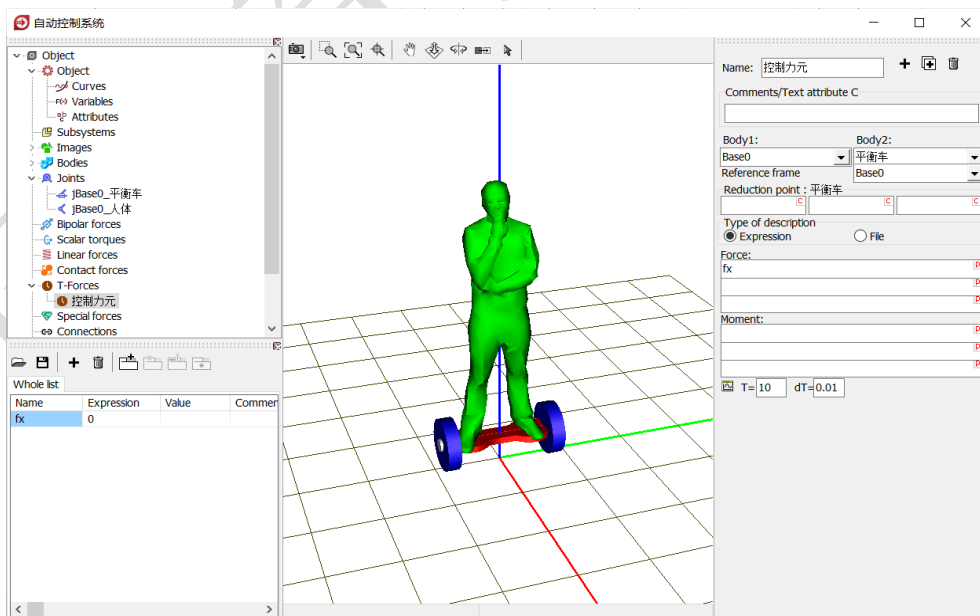 自动控制系统
Object
Object
Curves
F(x) Variables
Attributes
Subsystems
Images
Bodies
Joints
jBase0_平衡车
jBase0_人体
Bipolar forces
Scalar torques
Linear forces
Contact forces
T-Forces
控制力元
Special forces
Connections
Whole list
Name Expression Value Commen
fx 0
Name: 控制力元
Comments/Text attribute C
Body1: Body2:
Base0 平衡车
Reference frame Base0
Reduction point : 平衡车
C C C
Type of description
Expression File
Force:
fx P
P
P
Moment:
P
P
P
T= 10 dT= 0.01